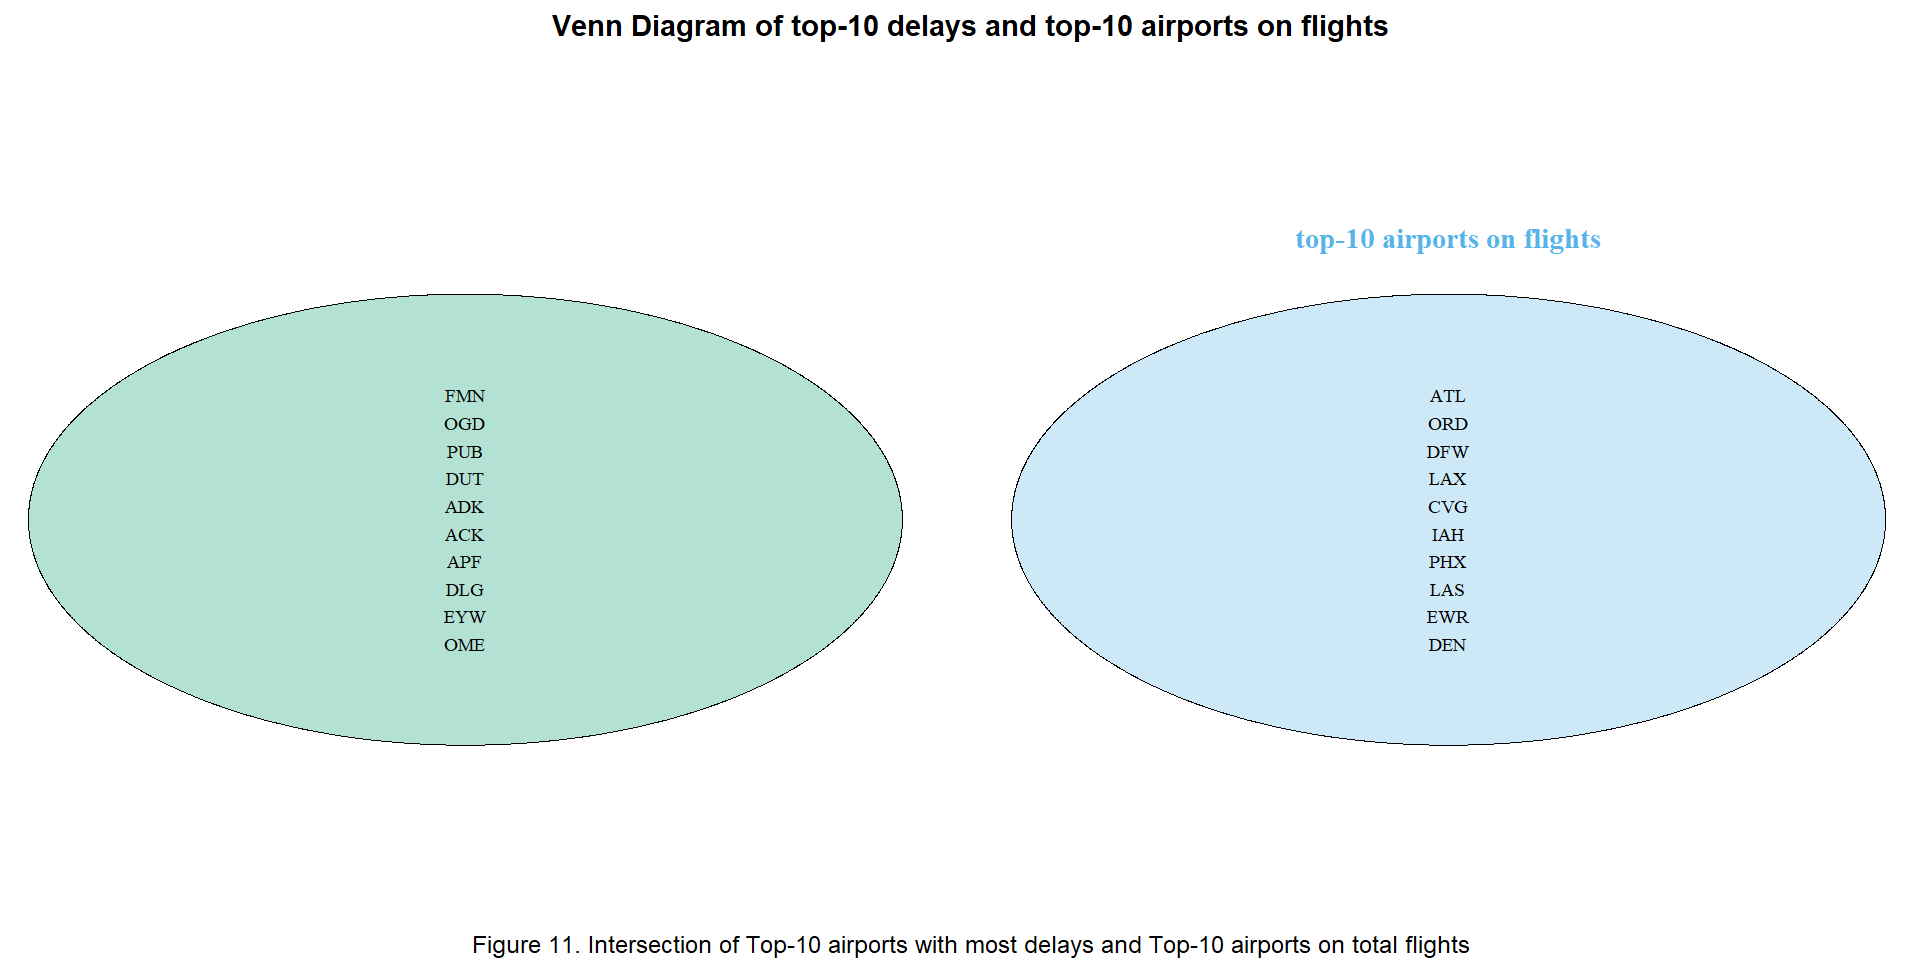 Venn Diagram of top-10 delays and top-10 airports on flights
top-10 airports on flights
FMN
OGD
PUB
DUT
ADK
ACK
APF
DLG
EYW
OME
ATL
ORD
DFW
LAX
CVG
IAH
PHX
LAS
EWR
DEN
Figure 11. Intersection of Top-10 airports with most delays and Top-10 airports on total flights